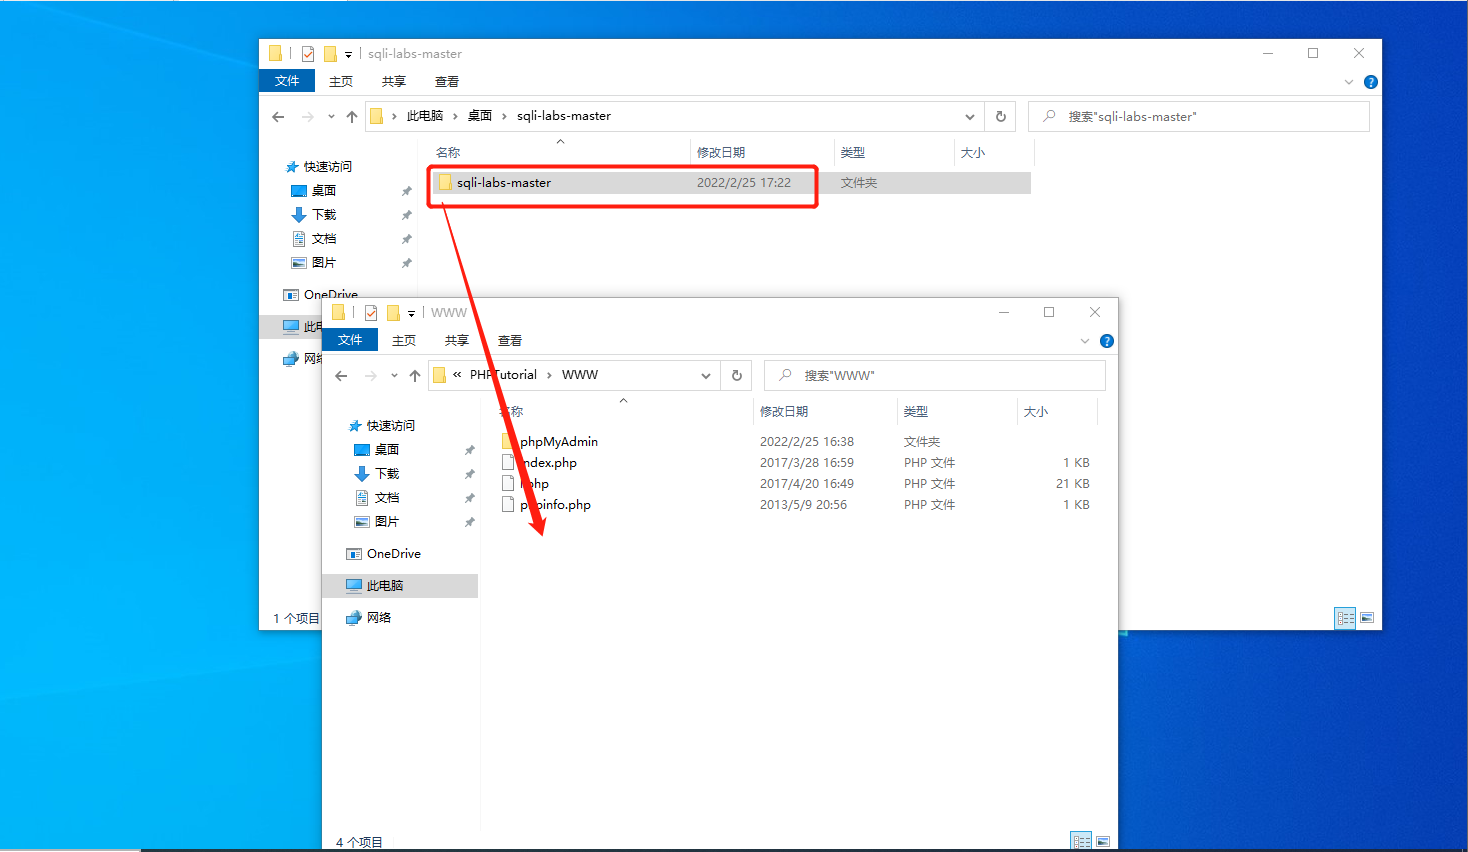 sqli-labs-master
文件 主页 共享 查看
此电脑 桌面 sqli-labs-master 搜索"sqli-labs-master"
名称 修改日期 类型 大小
快速访问
sqli-labs-master 2022/2/25 17:22 文件夹
桌面
下载
文档
图片
OneDrive
此电
网络
1 个项目
WWW
文件 主页 共享 查看
« PHPTutorial WWW 搜索"WWW"
名称 修改日期 类型 大小
快速访问
桌面
下载
文档
图片
OneDrive
此电脑
网络
phpMyAdmin 2022/2/25 16:38 文件夹
index.php 2017/3/28 16:59 PHP 文件 1 KB
2017/4/20 16:49 PHP 文件 21 KB
phpinfo.php 2013/5/9 20:56 PHP 文件 1 KB
4 个项目